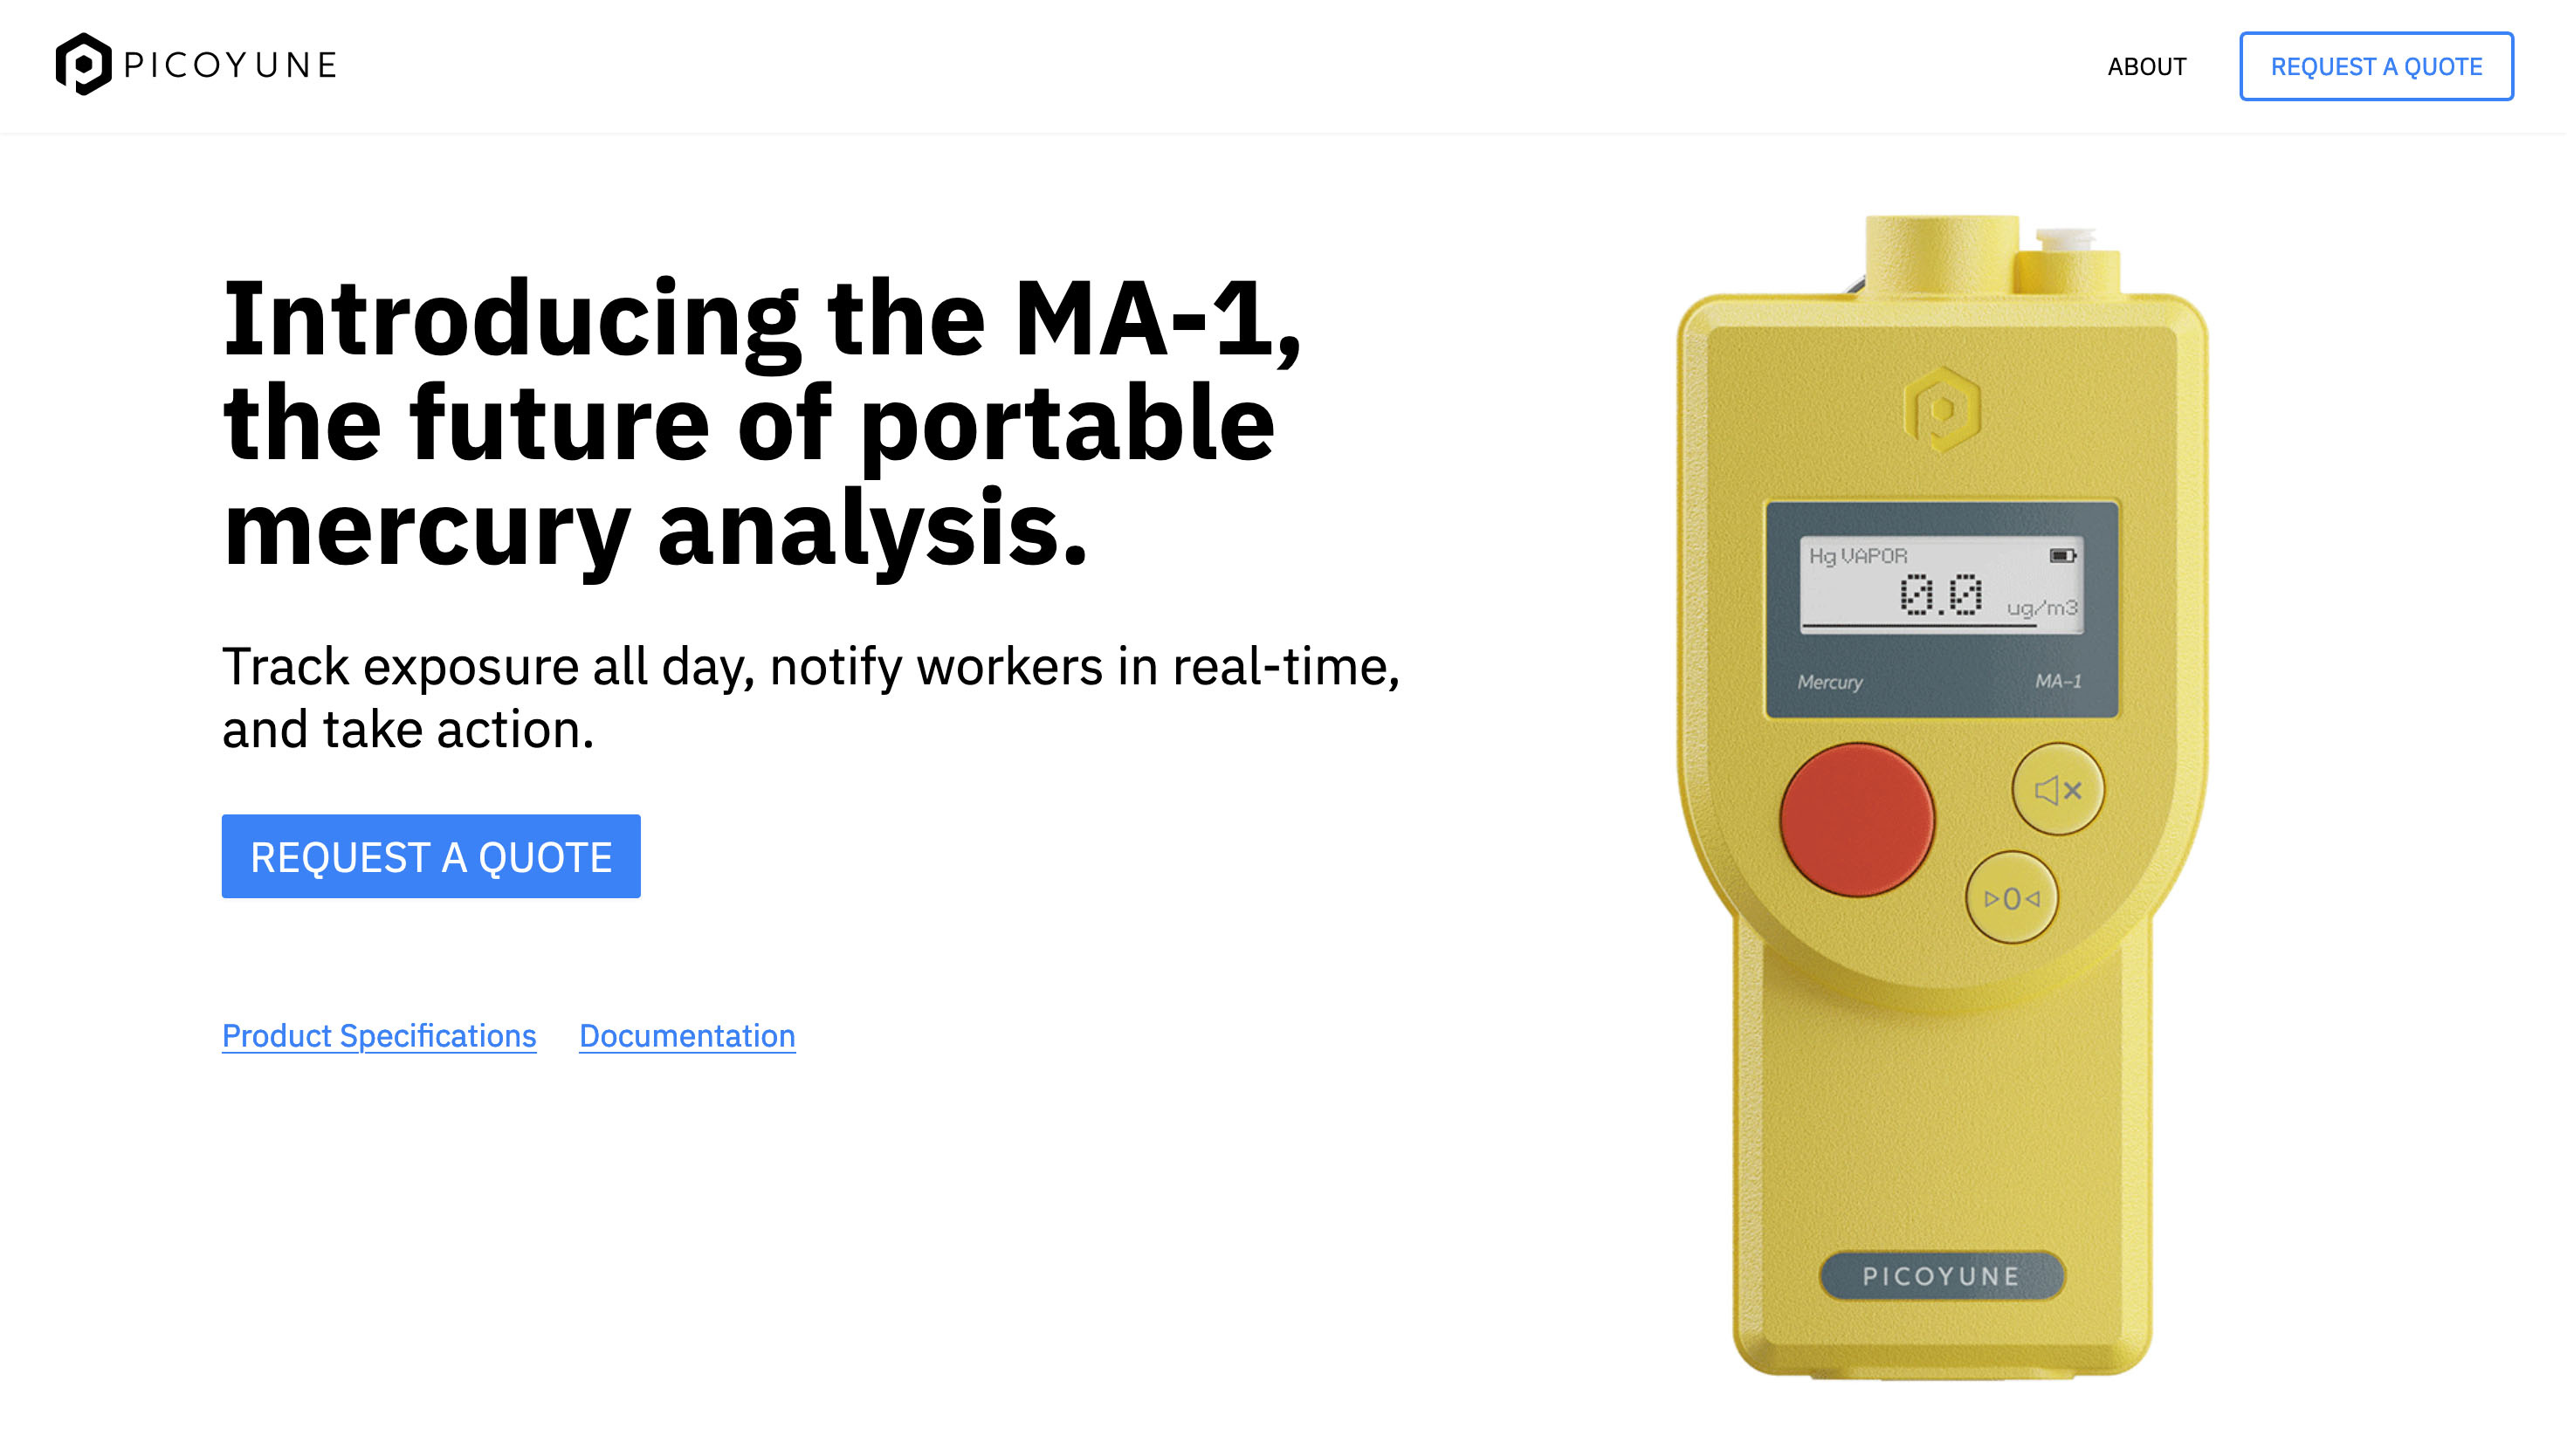 PICOYUNE
ABOUT
REQUEST A QUOTE
Introducing the MA-1,
the future of portable
mercury analysis.
Track exposure all day, notify workers in real-time,
and take action.
REQUEST A QUOTE
Product Specifications
Documentation
Hg VAPOR
0.0
ug/m3
Mercury
MA-1
0
PICOYUNE